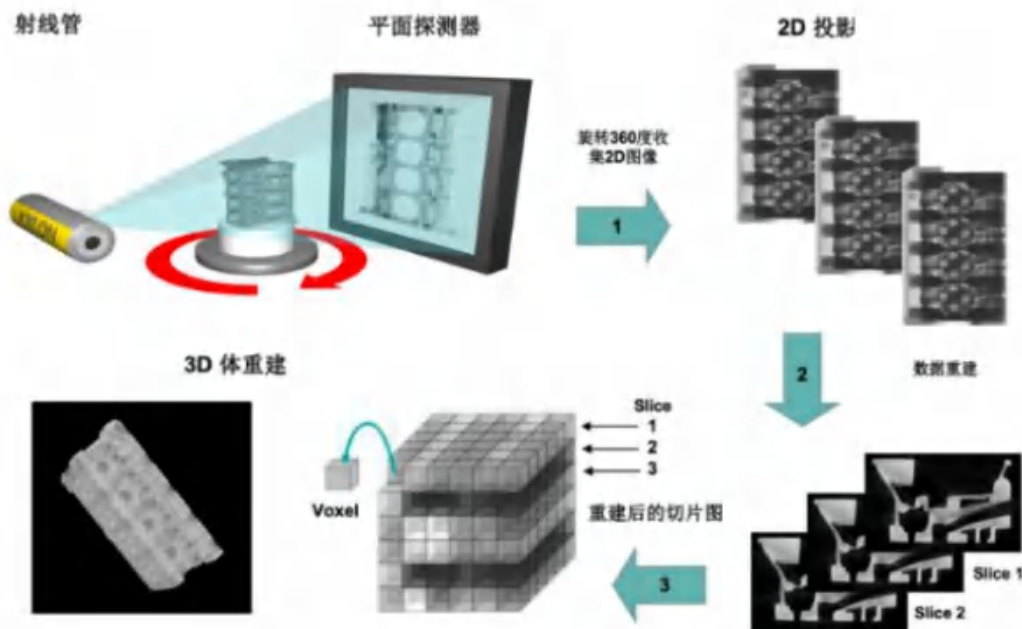 射线管
平面探测器
2D 投影
旋转360度收
集2D图像
1
2
数据重建
3D 体重建
Slice
1
2
3
Voxel
重建后的切片图
3
Slice 1
Slice 2